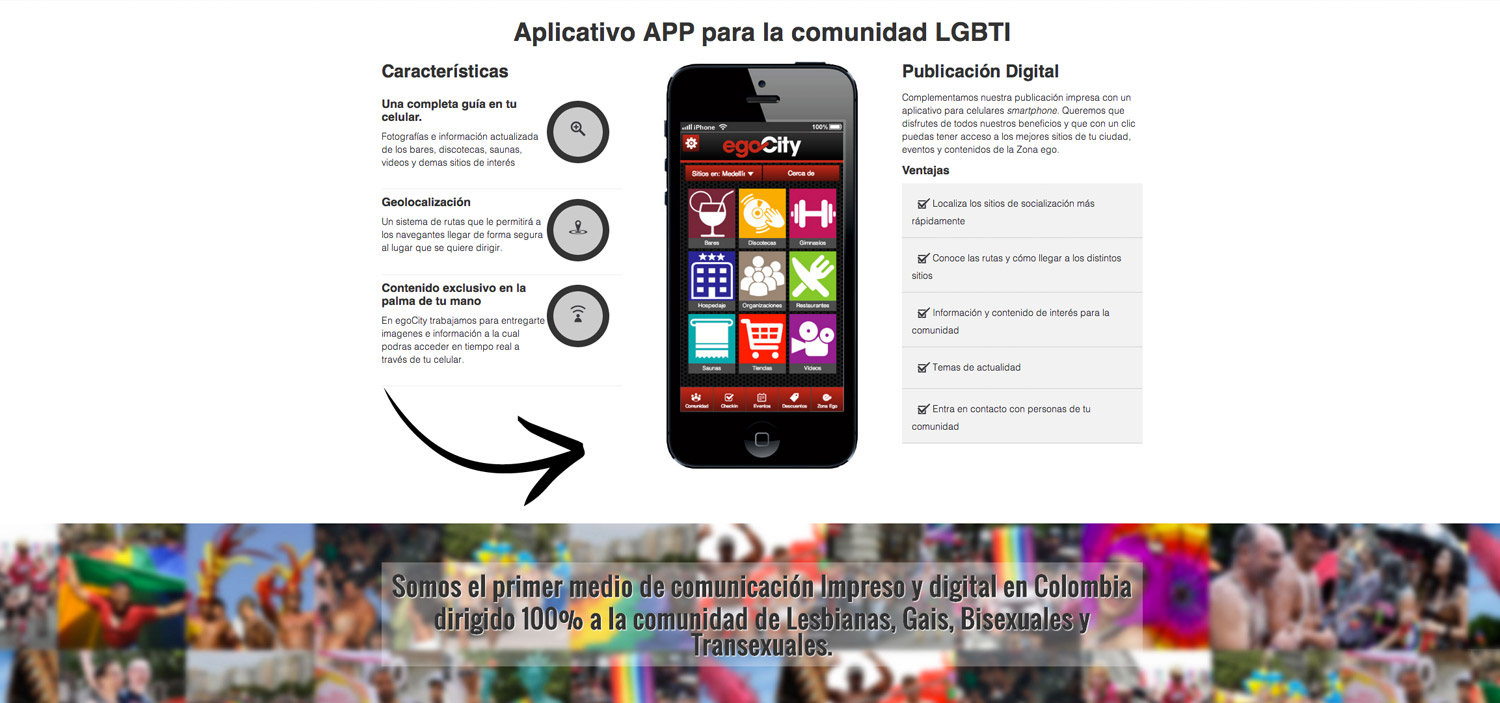 Aplicativo APP para la comunidad LGBTI
Características
Una completa guía en tu
celular.
Fotografías e información actualizada
de los bares, discotecas, saunas,
videos y demas sitios de interés
Geolocalización
Un sistema de rutas que le permitirá a
los navegantes llegar de forma segura
al lugar que se quiere dirigir.
Contenido exclusivo en la
palma de tu mano
En egoCity trabajamos para entregarte
imagenes e información a la cual
podras acceder en tiempo real a
través de tu celular.
iPhone 100%
egoCity
Sitios en: Medellín Cerca de
Bares Discotecas Gimnasios
Hospedaje Organizaciones Restaurantes
Saunas Tiendas Videos
Comunidad Checkin Eventos Descuentos Zona Ego
Publicación Digital
Complementamos nuestra publicación impresa con un
aplicativo para celulares smartphone. Queremos que
disfrutes de todos nuestros beneficios y que con un clic
puedas tener acceso a los mejores sitios de tu ciudad,
eventos y contenidos de la Zona ego.
Ventajas
Localiza los sitios de socialización más
rápidamente
Conoce las rutas y cómo llegar a los distintos
sitios
Información y contenido de interés para la
comunidad
Temas de actualidad
Entra en contacto con personas de tu
comunidad
Somos el primer medio de comunicación Impreso y digital en Colombia
dirigido 100% a la comunidad de Lesbianas, Gais, Bisexuales y
Transexuales.